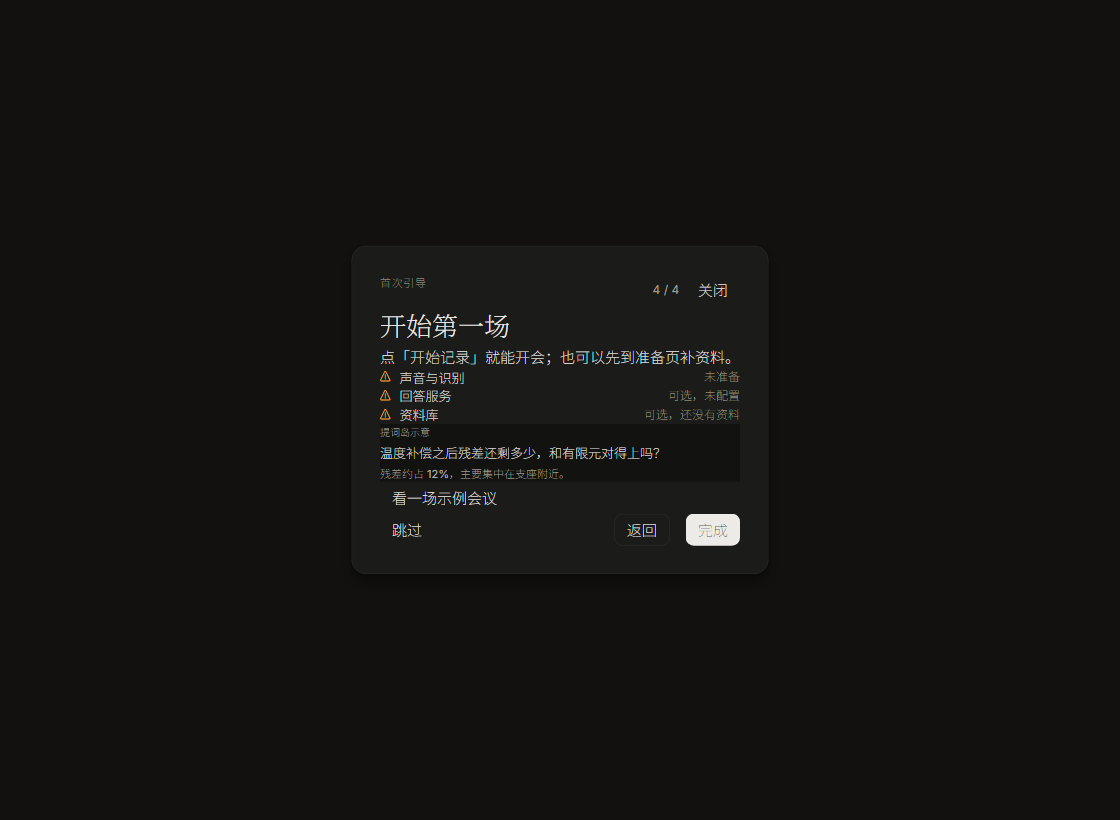 首次引导
4 / 4 关闭
开始第一场
点「开始记录」就能开会；也可以先到准备页补资料。
声音与识别 未准备
回答服务 可选，未配置
资料库 可选，还没有资料
提词岛示意
温度补偿之后残差还剩多少，和有限元对得上吗？
残差约占 12%，主要集中在支座附近。
看一场示例会议
跳过 返回 完成